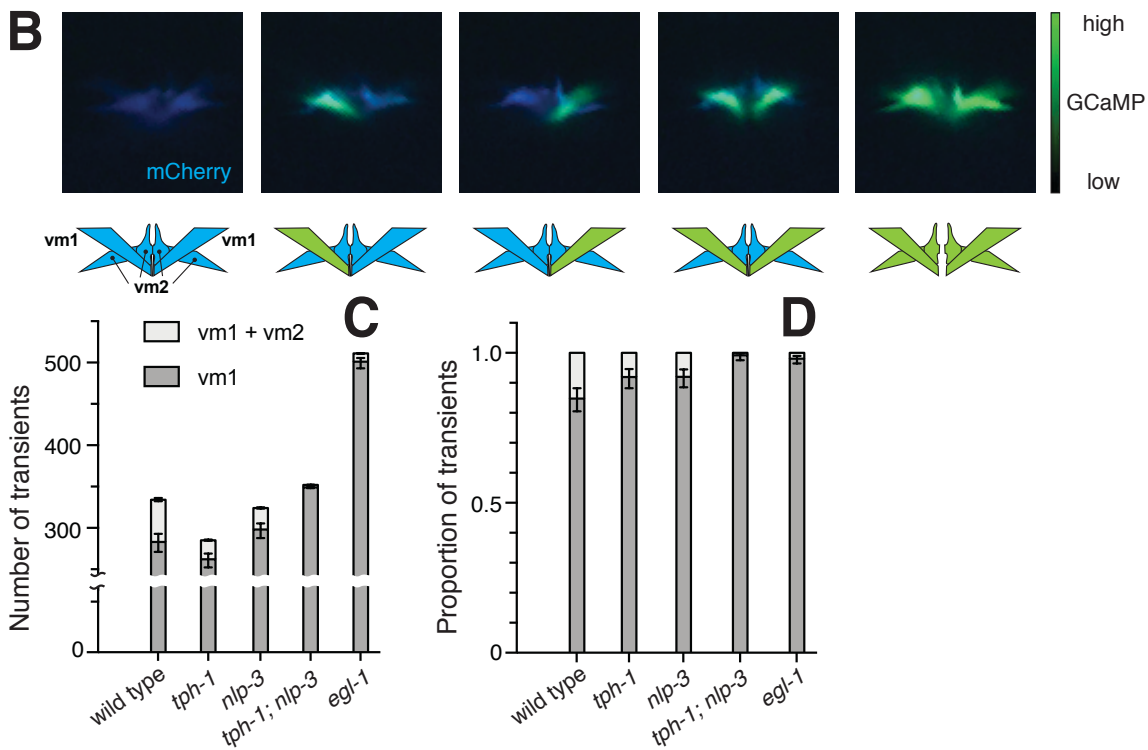 B
mCherry
high
GCaMP
low
vm1
vm1
vm2
C
vm1 + vm2
vm1
Number of transients
500
400
300
0
wild type
tph-1
nlp-3
tph-1; nlp-3
egl-1
D
Proportion of transients
1.0
0.5
0
wild type
tph-1
nlp-3
tph-1; nlp-3
egl-1